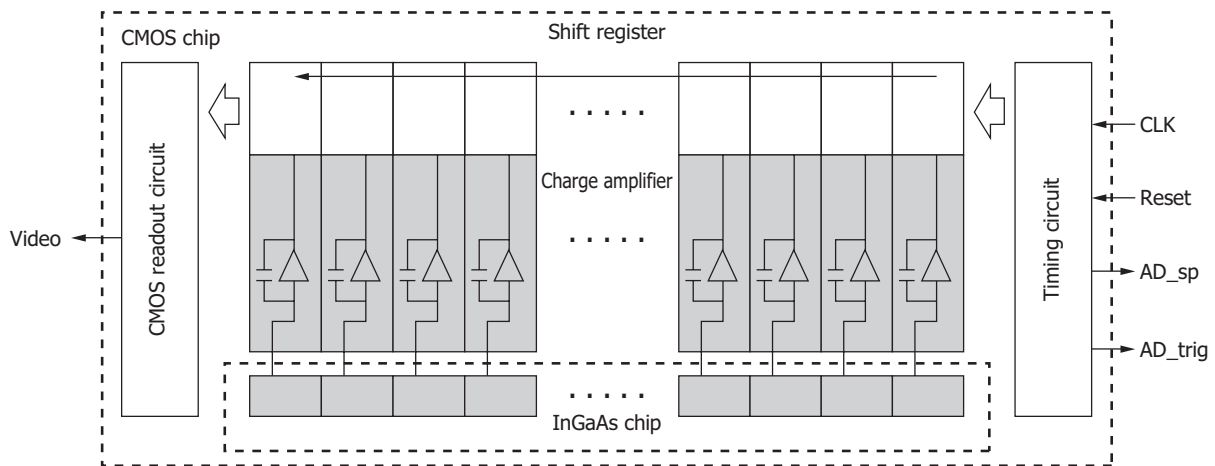 Shift register
CMOS chip
CMOS readout circuit
Charge amplifier
Timing circuit
CLK
Reset
Video
AD_sp
AD_trig
InGaAs chip